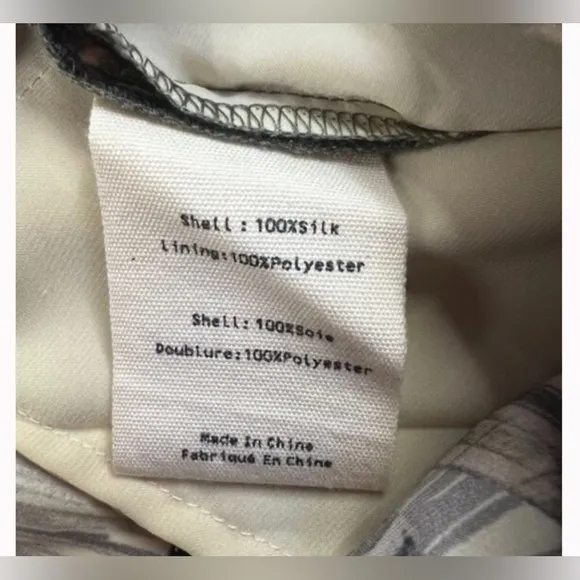 Shell: 100%Silk
Lining:100%Polyester
Shell:100%Soie
Doublure:100%Polyester
Made In China
Fabriqué En Chine